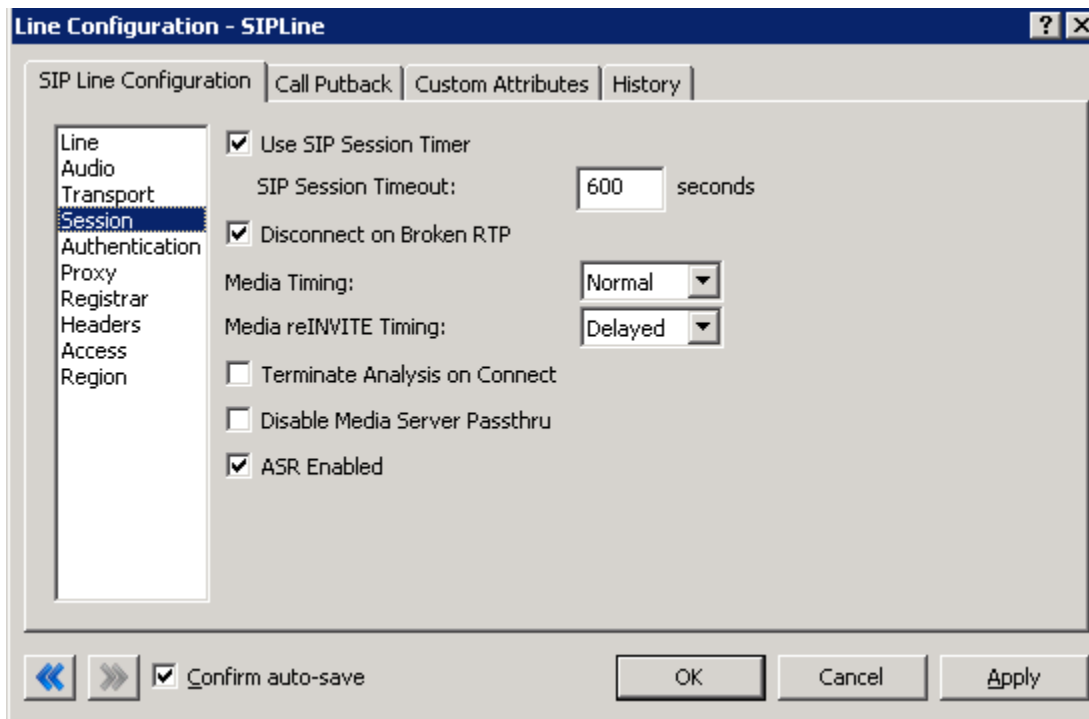 Line Configuration - SIPLine
SIP Line Configuration
Call Putback
Custom Attributes
History
Line
Audio
Transport
Session
Authentication
Proxy
Registrar
Headers
Access
Region
Use SIP Session Timer
SIP Session Timeout: 600 seconds
Disconnect on Broken RTP
Media Timing: Normal
Media reINVITE Timing: Delayed
Terminate Analysis on Connect
Disable Media Server Passthru
ASR Enabled
Confirm auto-save
OK
Cancel
Apply